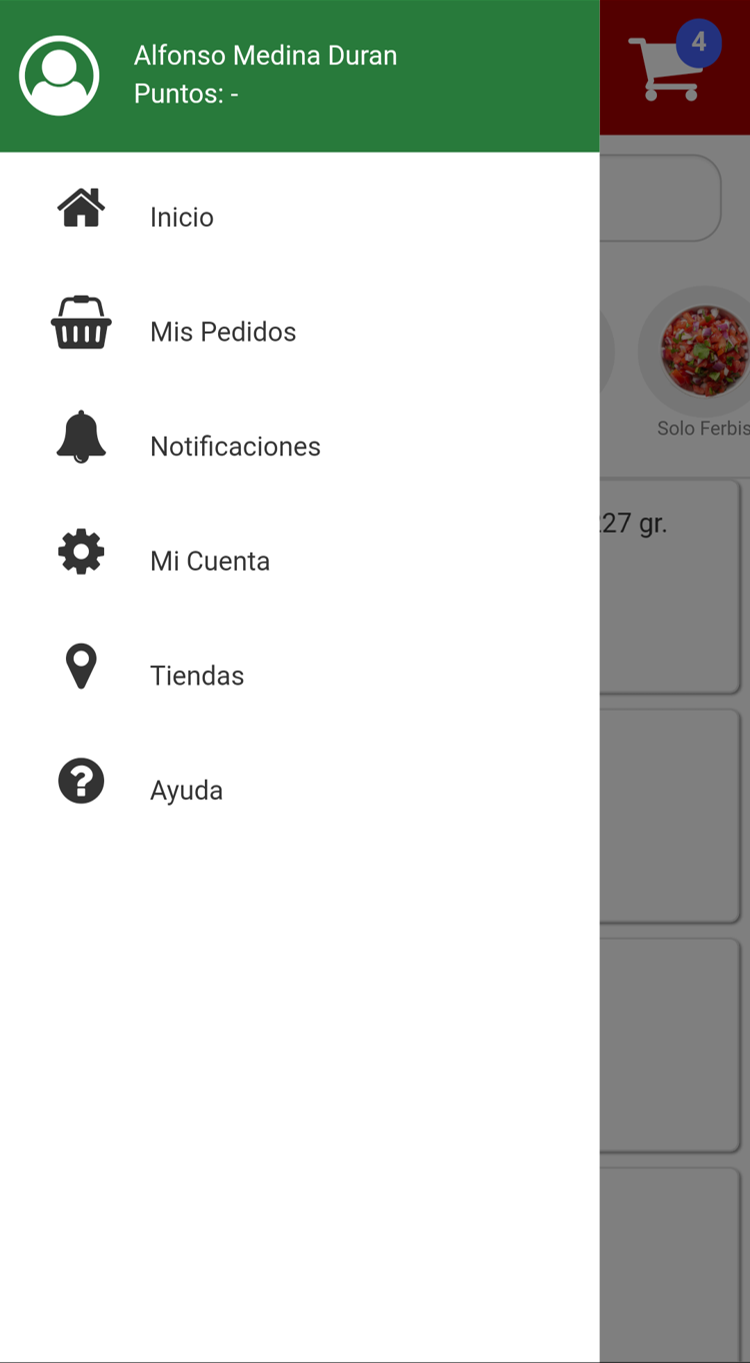 Alfonso Medina Duran
Puntos: -
4
Inicio
Mis Pedidos
Notificaciones
Solo Ferbis
27 gr.
Mi Cuenta
Tiendas
Ayuda